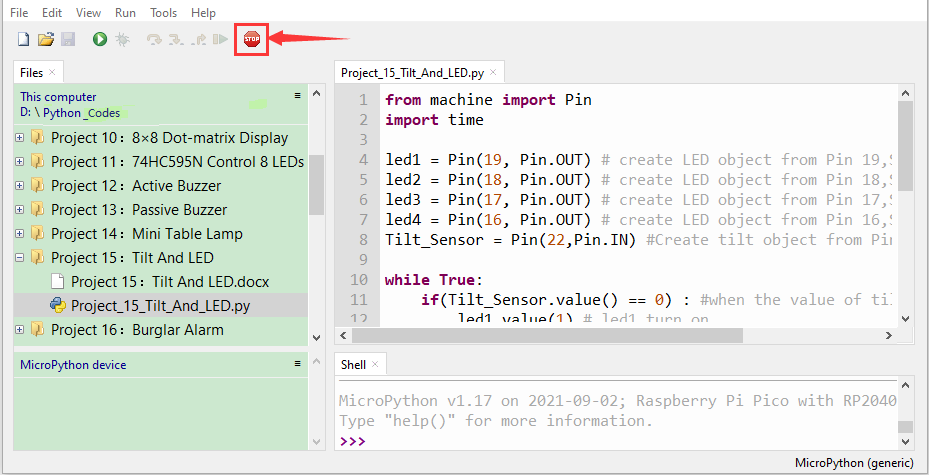 File Edit View Run Tools Help
STOP
Files ×
This computer
D: \ Python _Codes
Project 10：8×8 Dot-matrix Display
Project 11：74HC595N Control 8 LEDs
Project 12：Active Buzzer
Project 13：Passive Buzzer
Project 14：Mini Table Lamp
Project 15：Tilt And LED
Project 15：Tilt And LED.docx
Project_15_Tilt_And_LED.py
Project 16：Burglar Alarm
MicroPython device
Project_15_Tilt_And_LED.py ×
1 from machine import Pin
2 import time
3
4 led1 = Pin(19, Pin.OUT) # create LED object from Pin 19,S
5 led2 = Pin(18, Pin.OUT) # create LED object from Pin 18,S
6 led3 = Pin(17, Pin.OUT) # create LED object from Pin 17,S
7 led4 = Pin(16, Pin.OUT) # create LED object from Pin 16,S
8 Tilt_Sensor = Pin(22,Pin.IN) #Create tilt object from Pin
9
10 while True:
11 if(Tilt_Sensor.value() == 0) : #when the value of til
12 led1.value(1) # led1 turn on
Shell ×
MicroPython v1.17 on 2021-09-02; Raspberry Pi Pico with RP2040
Type "help()" for more information.
>>>
MicroPython (generic)